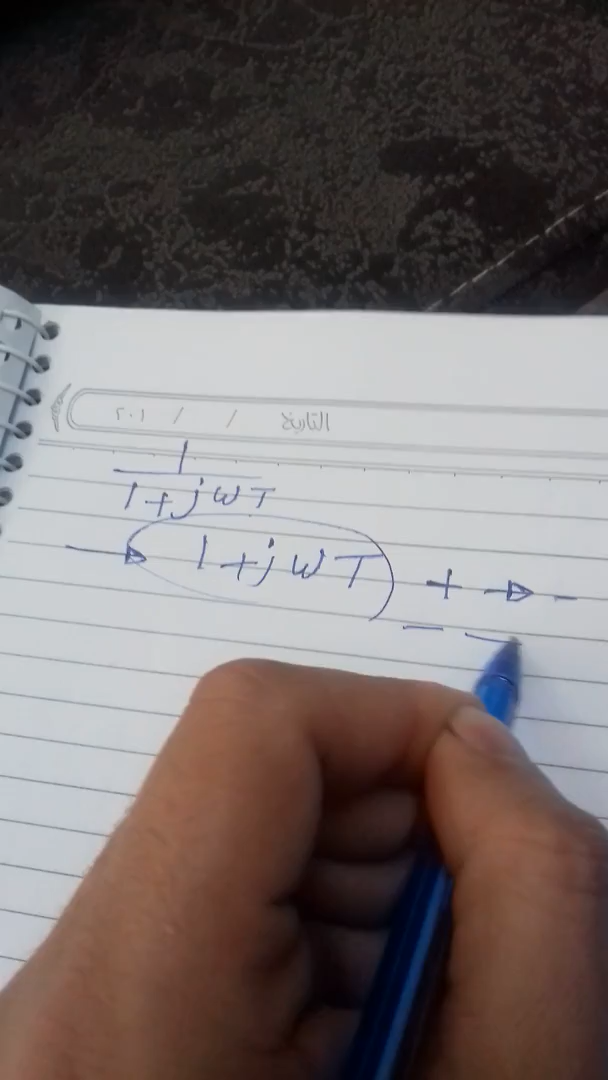 التاريخ / / ٢٠١
1
1+jωT
→ 1+jωT + → -
- -